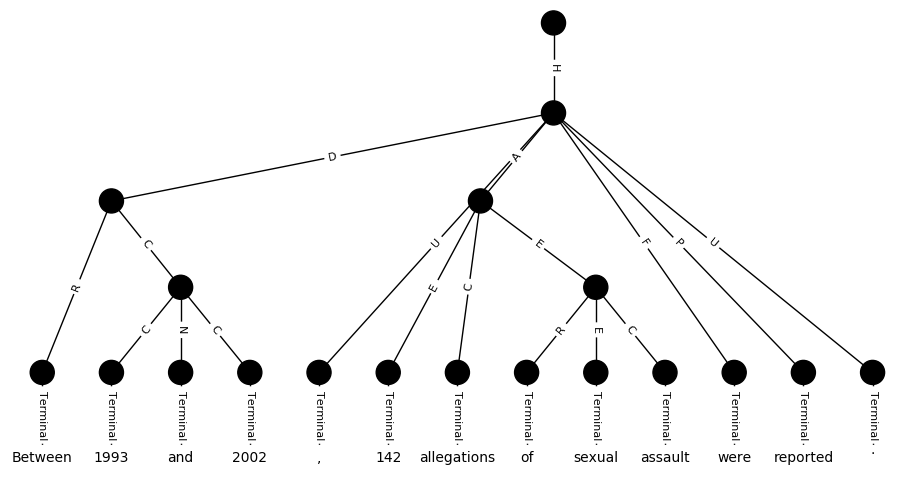 H
D
A
C
U
E
C
E
F
P
U
R
C
N
C
R
E
C
Terminal. Terminal. Terminal. Terminal. Terminal. Terminal. Terminal. Terminal. Terminal. Terminal. Terminal. Terminal. Terminal.
Between 1993 and 2002 , 142 allegations of sexual assault were reported .